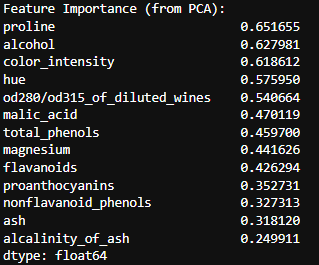 Feature Importance (from PCA):
proline 0.651655
alcohol 0.627981
color_intensity 0.618612
hue 0.575950
od280/od315_of_diluted_wines 0.540664
malic_acid 0.470119
total_phenols 0.459700
magnesium 0.441626
flavanoids 0.426294
proanthocyanins 0.352731
nonflavanoid_phenols 0.327313
ash 0.318120
alcalinity_of_ash 0.249911
dtype: float64